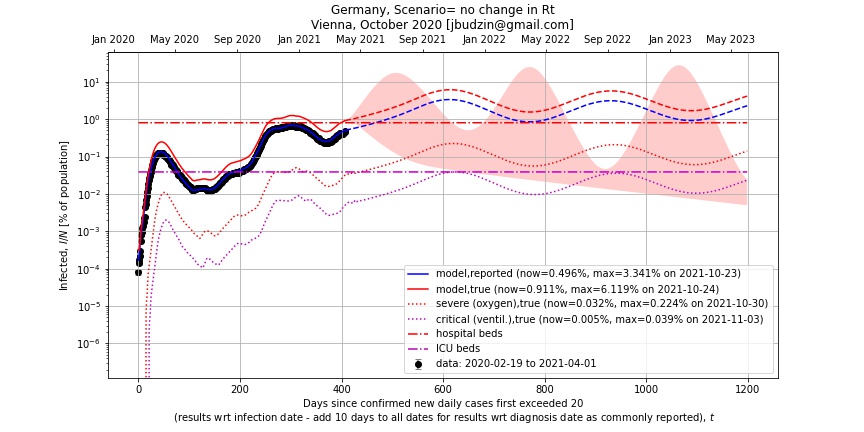 Germany, Scenario= no change in Rt
Vienna, October 2020 [jbudzin@gmail.com]
Jan 2020 May 2020 Sep 2020 Jan 2021 May 2021 Sep 2021 Jan 2022 May 2022 Sep 2022 Jan 2023 May 2023
Infected, I/N [% of population]
10¹
10⁰
10⁻¹
10⁻²
10⁻³
10⁻⁴
10⁻⁵
10⁻⁶
model,reported (now=0.496%, max=3.341% on 2021-10-23)
model,true (now=0.911%, max=6.119% on 2021-10-24)
severe (oxygen),true (now=0.032%, max=0.224% on 2021-10-30)
critical (ventil.),true (now=0.005%, max=0.039% on 2021-11-03)
hospital beds
ICU beds
data: 2020-02-19 to 2021-04-01
0 200 400 600 800 1000 1200
Days since confirmed new daily cases first exceeded 20
(results wrt infection date - add 10 days to all dates for results wrt diagnosis date as commonly reported), t